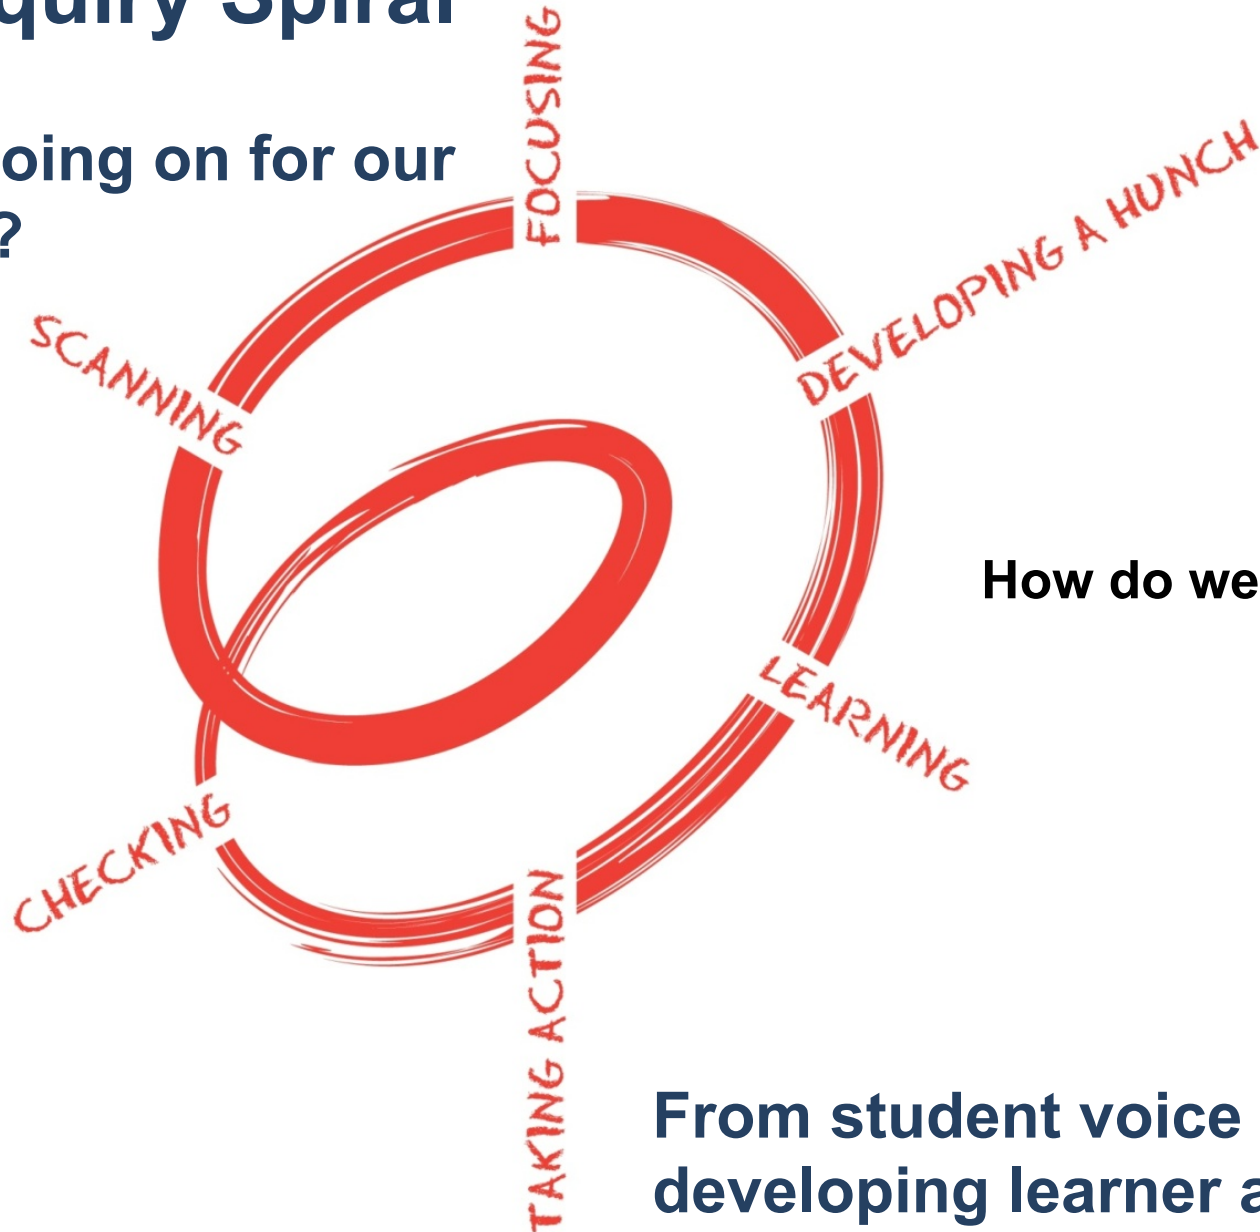 quiry Spiral
FOCUSING
oing on for our
?
DEVELOPING A HUNCH
SCANNING
How do we
LEARNING
CHECKING
TAKING ACTION
From student voice
developing learner a